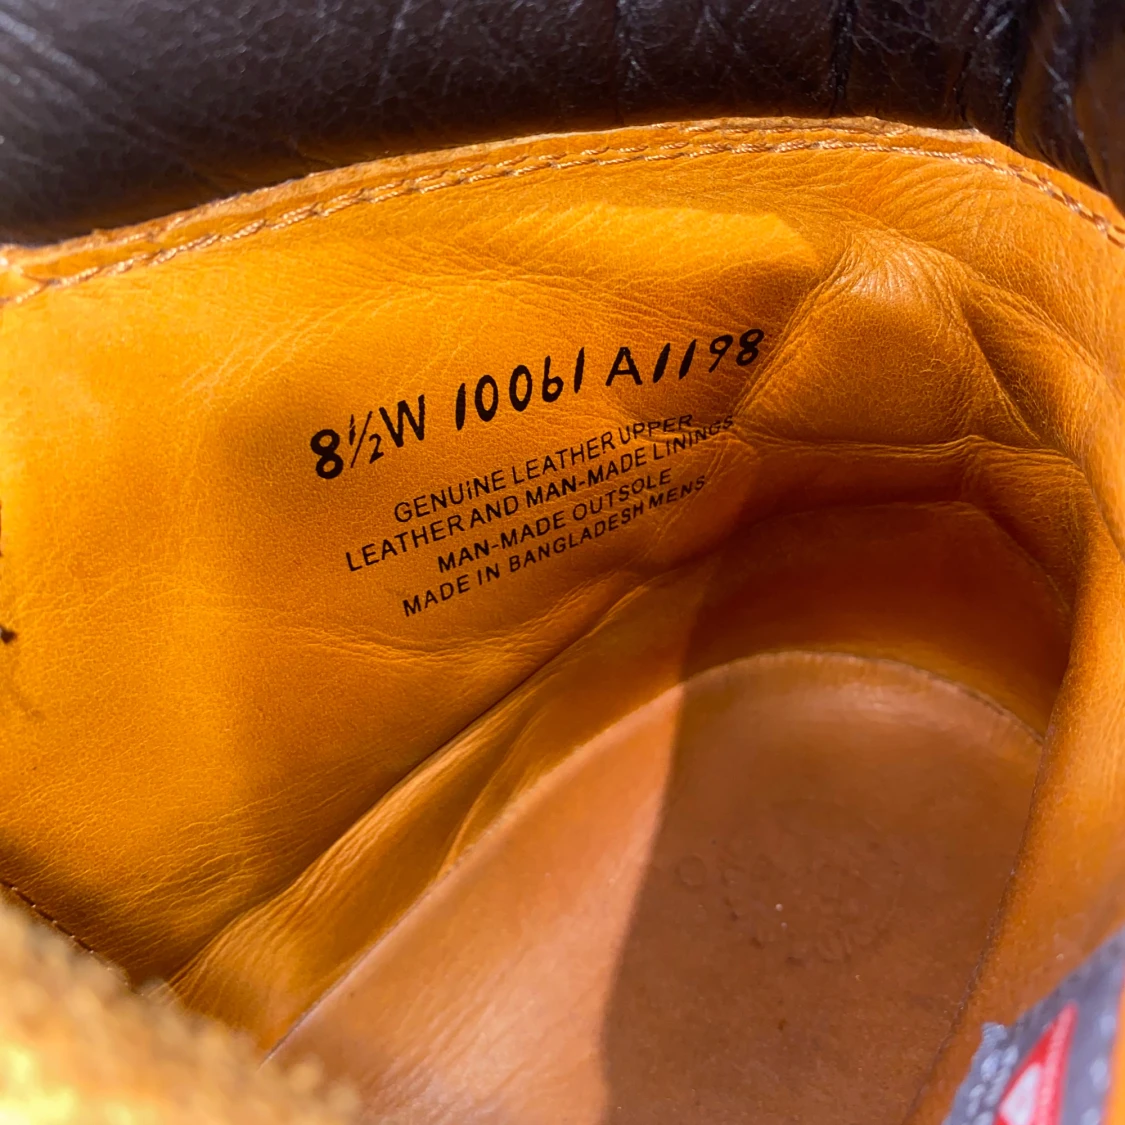 8½W 10061 A1198
GENUINE LEATHER UPPER
LEATHER AND MAN-MADE LININGS
MAN-MADE OUTSOLE
MADE IN BANGLADESH MENS